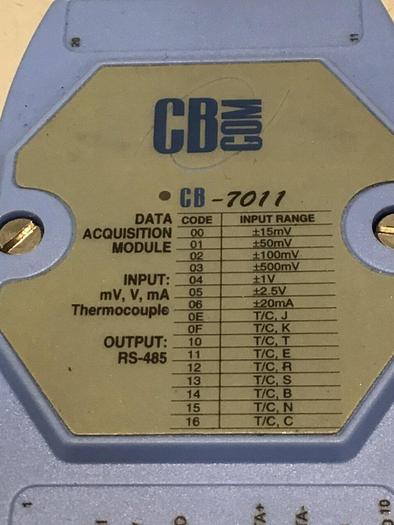 20
11
CB COM
CB -7011
DATA ACQUISITION MODULE
INPUT:
mV, V, mA
Thermocouple
OUTPUT:
RS-485
CODE INPUT RANGE
00 ±15mV
01 ±50mV
02 ±100mV
03 ±500mV
04 ±1V
05 ±2.5V
06 ±20mA
0E T/C, J
0F T/C, K
10 T/C, T
11 T/C, E
12 T/C, R
13 T/C, S
14 T/C, B
15 T/C, N
16 T/C, C
1
10